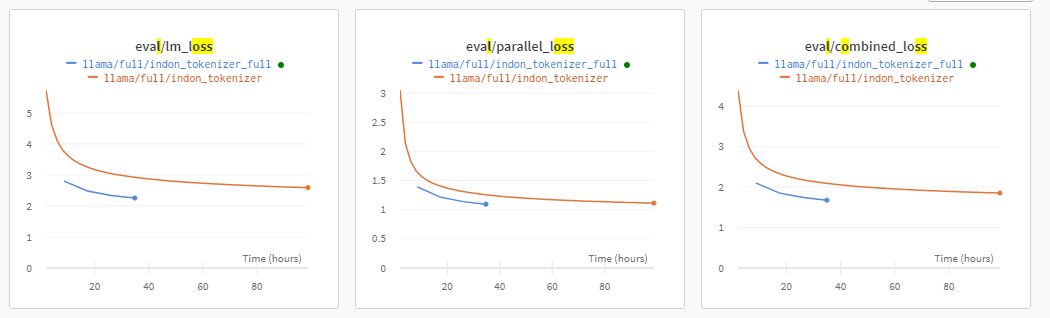 eval/lm_loss
llama/full/indon_tokenizer_full
llama/full/indon_tokenizer
5
4
3
2
1
0
Time (hours)
20 40 60 80
eval/parallel_loss
llama/full/indon_tokenizer_full
llama/full/indon_tokenizer
3
2.5
2
1.5
1
0.5
0
Time (hours)
20 40 60 80
eval/combined_loss
llama/full/indon_tokenizer_full
llama/full/indon_tokenizer
4
3
2
1
0
Time (hours)
20 40 60 80